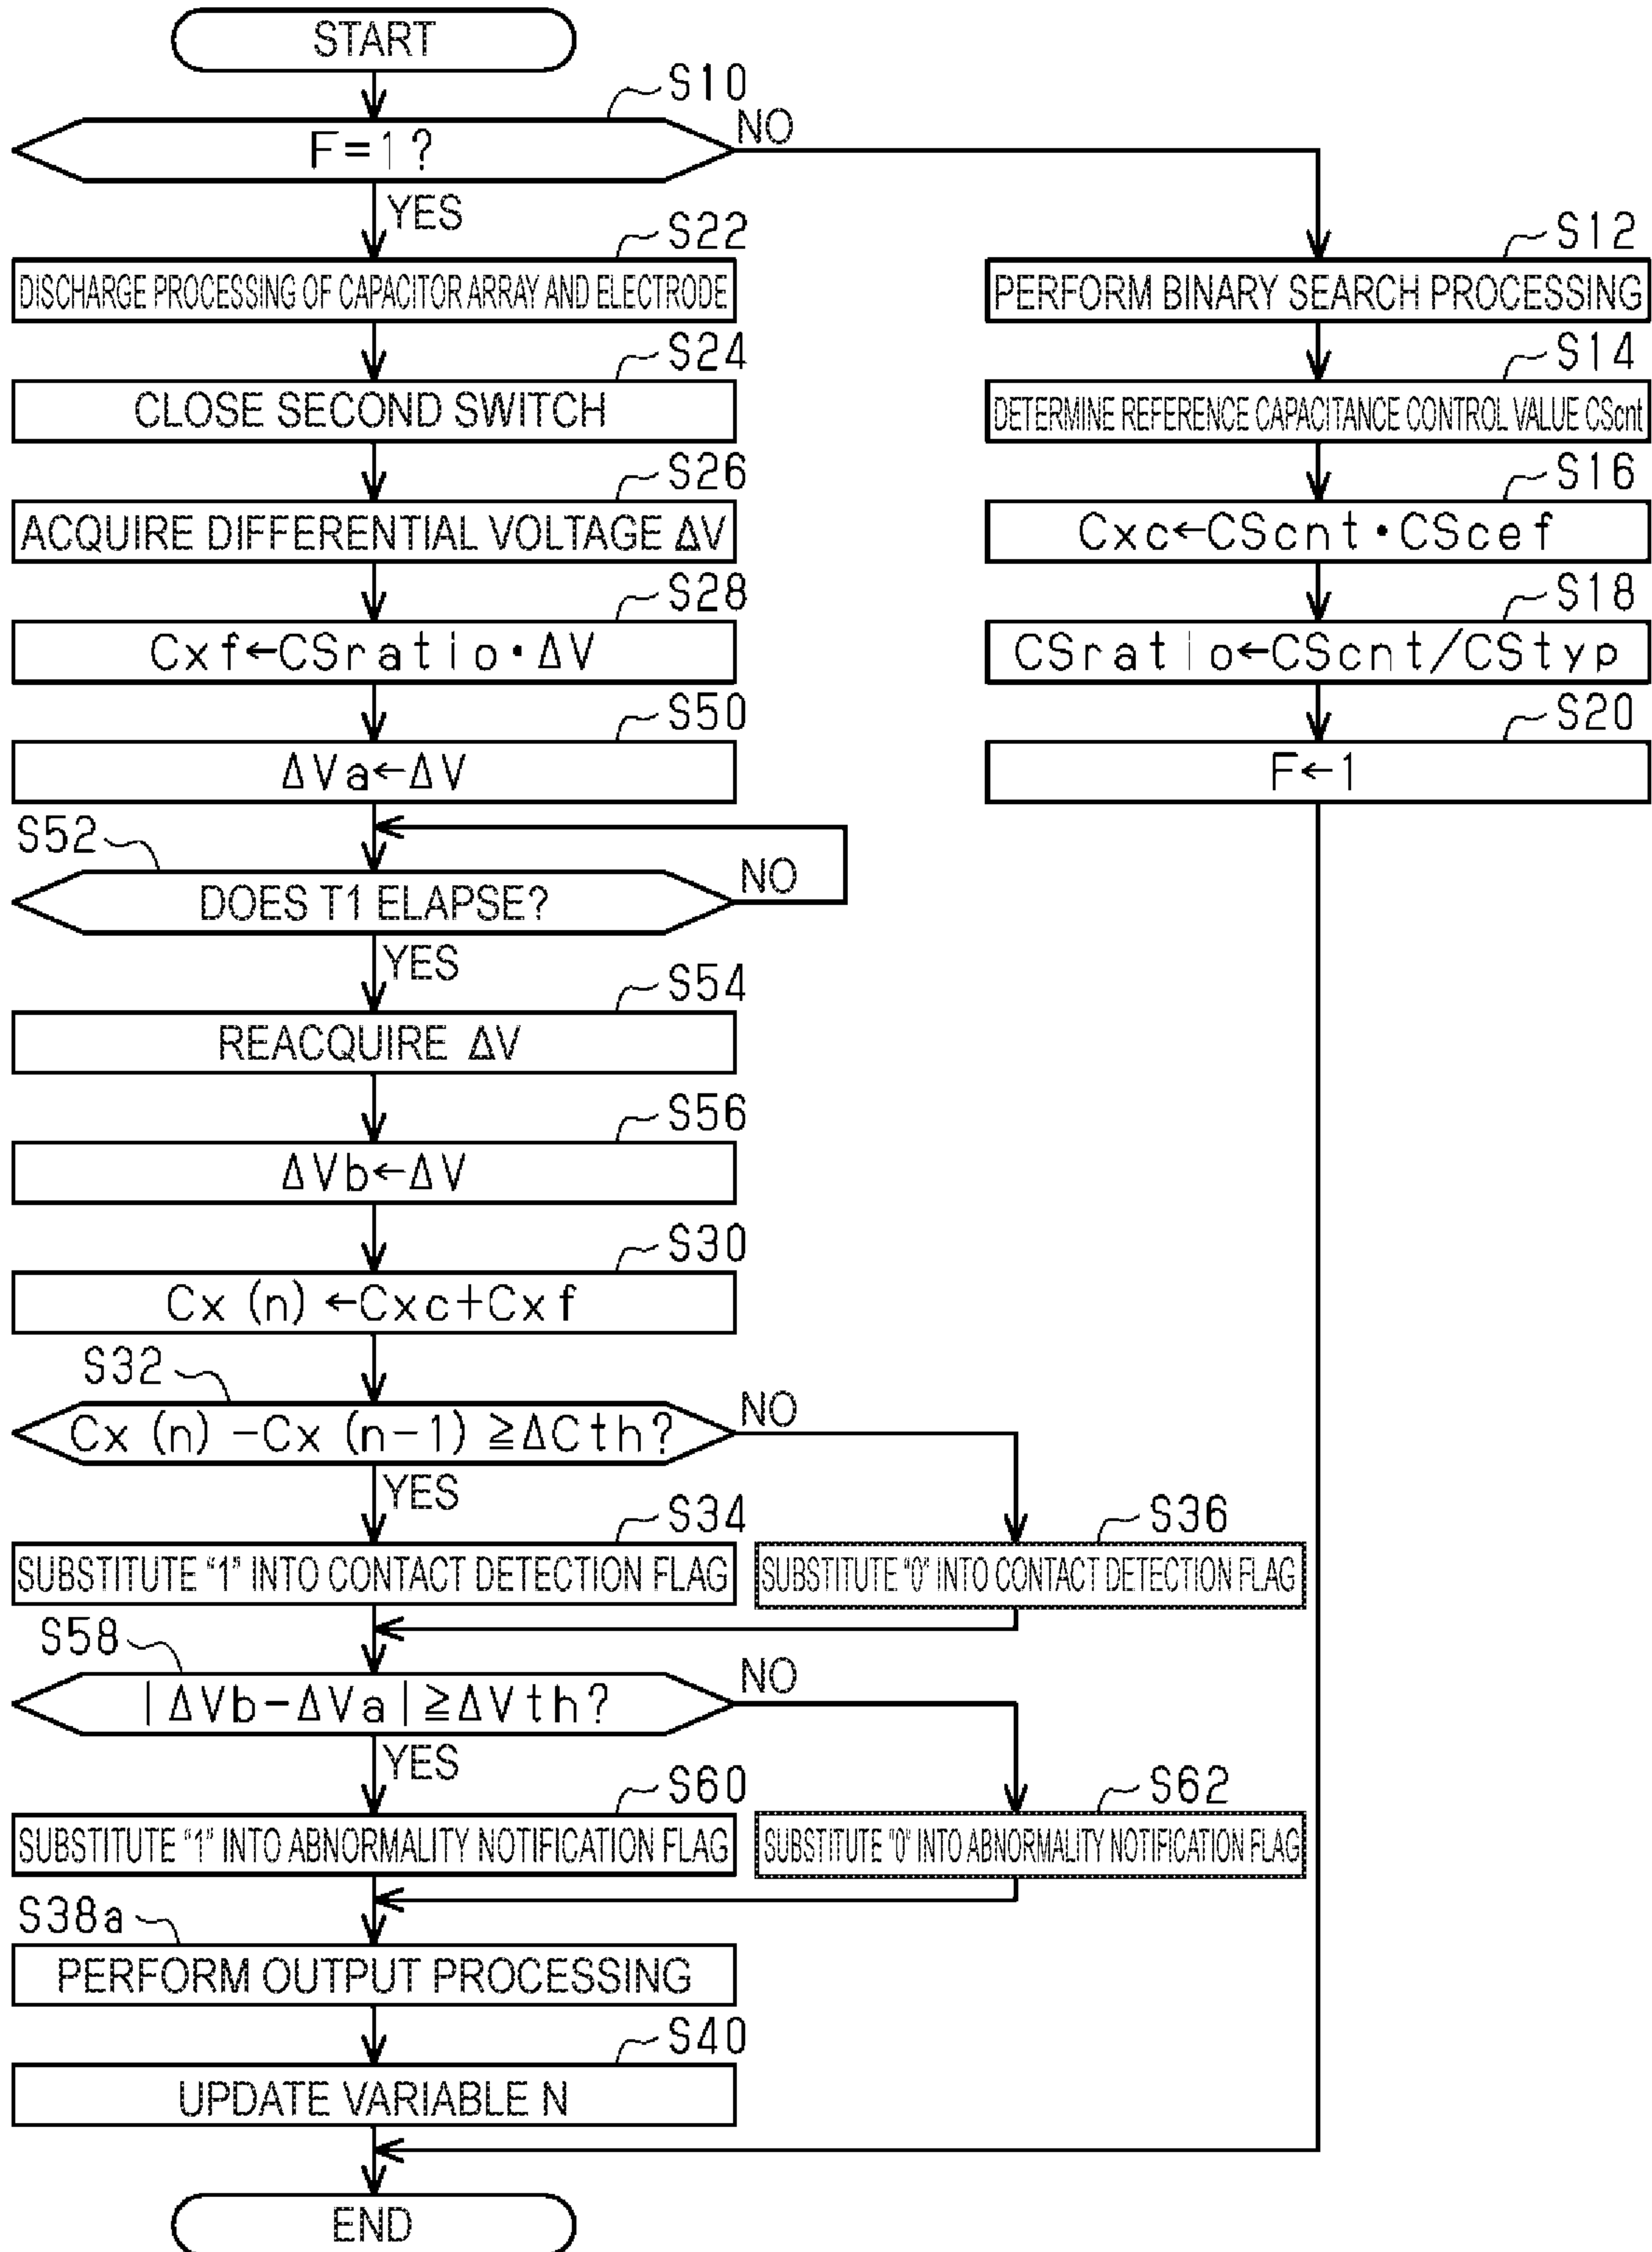 START
S10
F=1?
NO
YES
S22
DISCHARGE PROCESSING OF CAPACITOR ARRAY AND ELECTRODE
S24
CLOSE SECOND SWITCH
S26
ACQUIRE DIFFERENTIAL VOLTAGE ΔV
S28
Cxf←CSratio·ΔV
S50
ΔVa←ΔV
S52
DOES T1 ELAPSE?
NO
YES
S54
REACQUIRE ΔV
S56
ΔVb←ΔV
S30
Cx (n) ←Cxc+Cxf
S32
Cx (n) −Cx (n−1) ≧ΔCth?
NO
YES
S34
SUBSTITUTE "1" INTO CONTACT DETECTION FLAG
S36
SUBSTITUTE "0" INTO CONTACT DETECTION FLAG
S58
|ΔVb−ΔVa|≧ΔVth?
NO
YES
S60
SUBSTITUTE "1" INTO ABNORMALITY NOTIFICATION FLAG
S62
SUBSTITUTE "0" INTO ABNORMALITY NOTIFICATION FLAG
S38a
PERFORM OUTPUT PROCESSING
S40
UPDATE VARIABLE N
END
S12
PERFORM BINARY SEARCH PROCESSING
S14
DETERMINE REFERENCE CAPACITANCE CONTROL VALUE CScnt
S16
Cxc←CScnt·CScef
S18
CSratio←CScnt/CStyp
S20
F←1